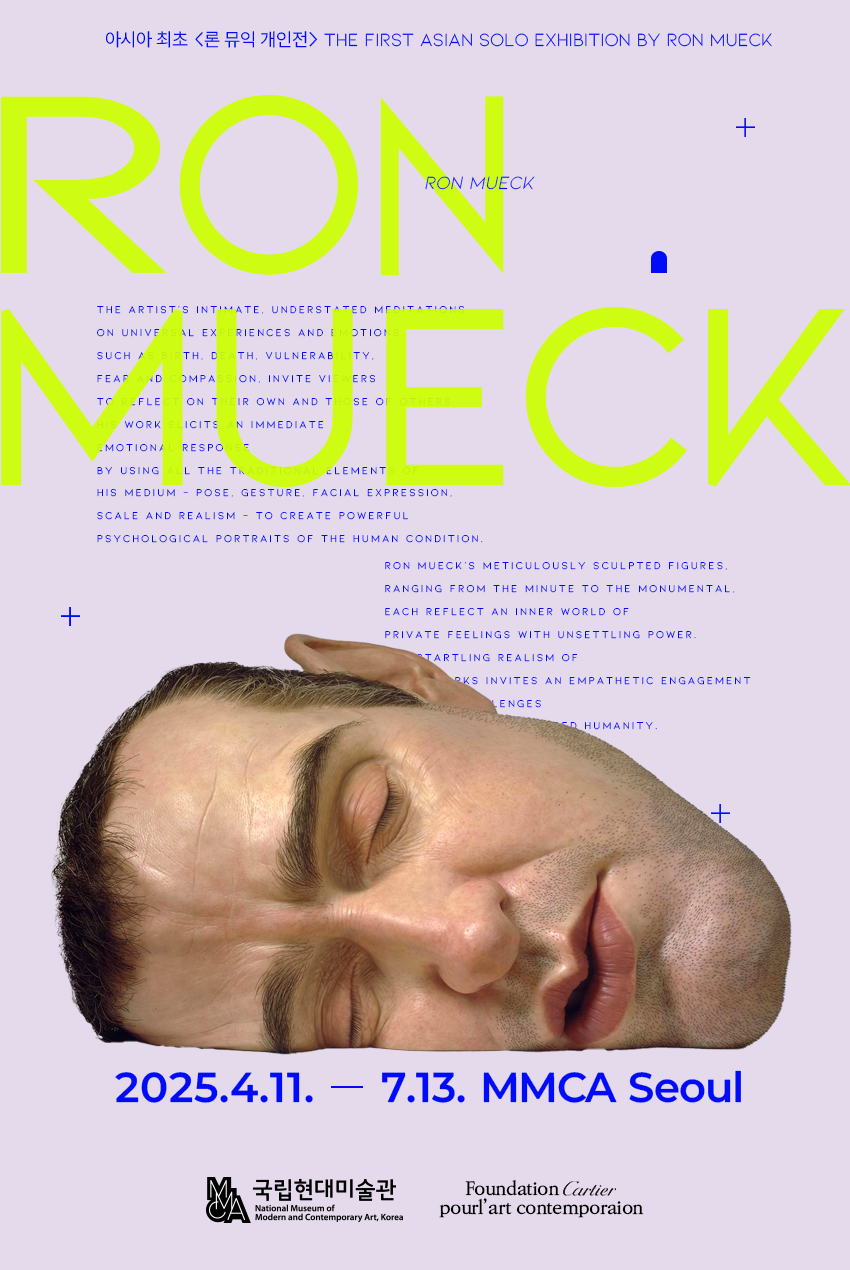 아시아 최초 <론 뮤익 개인전> THE FIRST ASIAN SOLO EXHIBITION BY RON MUECK
RON
RON MUECK
MUECK
THE ARTIST'S INTIMATE, UNDERSTATED MEDITATIONS
ON UNIVERSAL EXPERIENCES AND EMOTIONS,
SUCH AS BIRTH, DEATH, VULNERABILITY,
FEAR AND COMPASSION, INVITE VIEWERS
TO REFLECT ON THEIR OWN AND THOSE OF OTHERS.
HIS WORK ELICITS AN IMMEDIATE
EMOTIONAL RESPONSE
BY USING ALL THE TRADITIONAL ELEMENTS OF
HIS MEDIUM - POSE, GESTURE, FACIAL EXPRESSION,
SCALE AND REALISM - TO CREATE POWERFUL
PSYCHOLOGICAL PORTRAITS OF THE HUMAN CONDITION.
RON MUECK'S METICULOUSLY SCULPTED FIGURES,
RANGING FROM THE MINUTE TO THE MONUMENTAL,
EACH REFLECT AN INNER WORLD OF
PRIVATE FEELINGS WITH UNSETTLING POWER.
STARTLING REALISM OF
INVITES AN EMPATHETIC ENGAGEMENT
HUMANITY.
2025.4.11. — 7.13. MMCA Seoul
MMCA 국립현대미술관
National Museum of
Modern and Contemporary Art, Korea
Foundation Cartier
pourl'art contemporaion